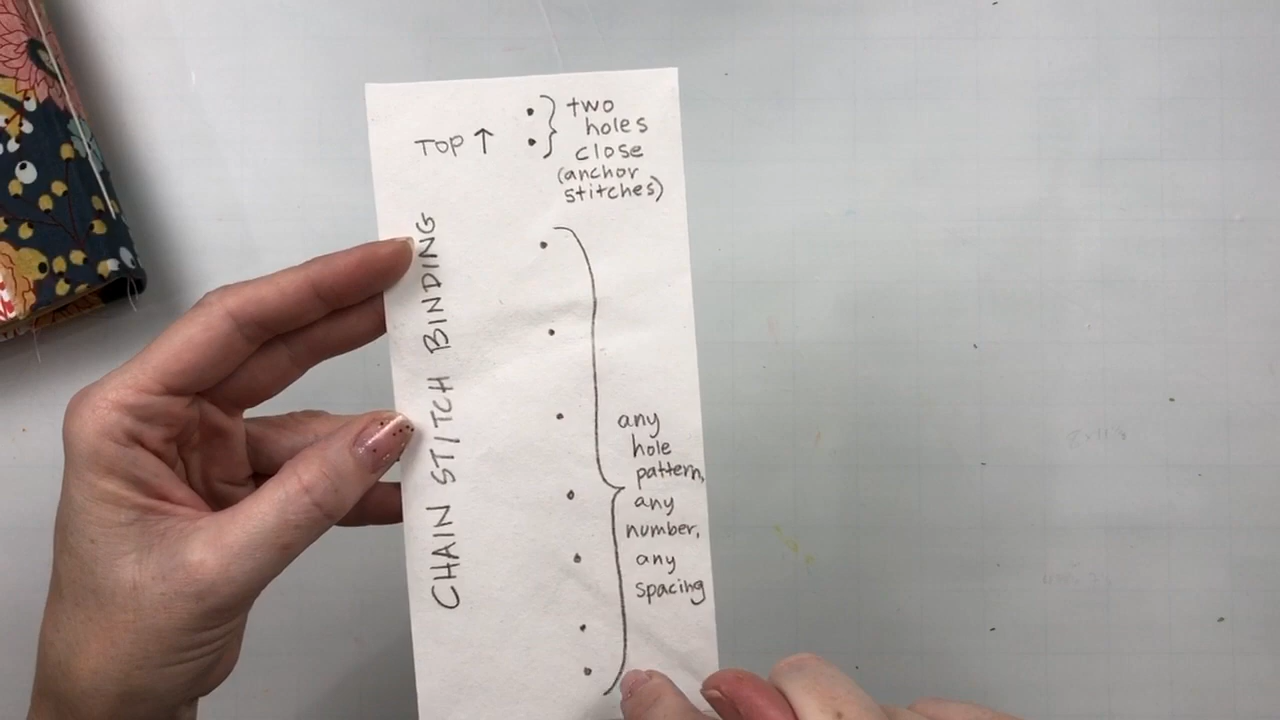 TOP ↑
two
holes
close
(anchor
stitches)
CHAIN STITCH BINDING
any
hole
pattern,
any
number,
any
spacing